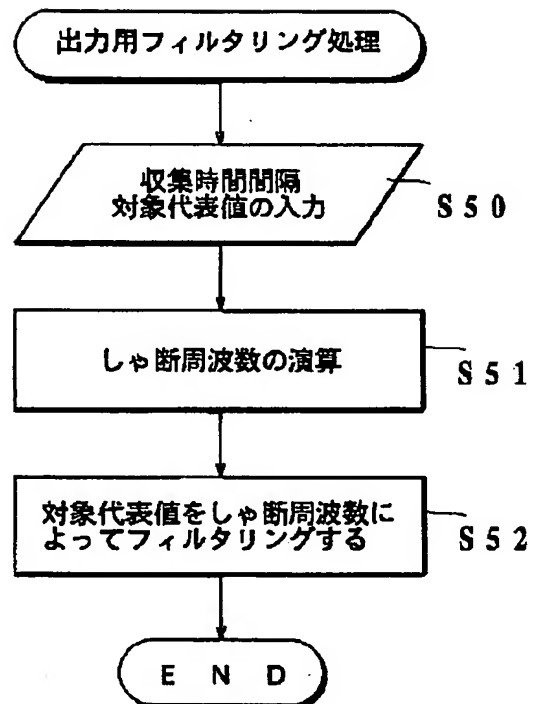 出力用フィルタリング処理
収集時間間隔
対象代表値の入力
S50
しゃ断周波数の演算
S51
対象代表値をしゃ断周波数に
よってフィルタリングする
S52
END